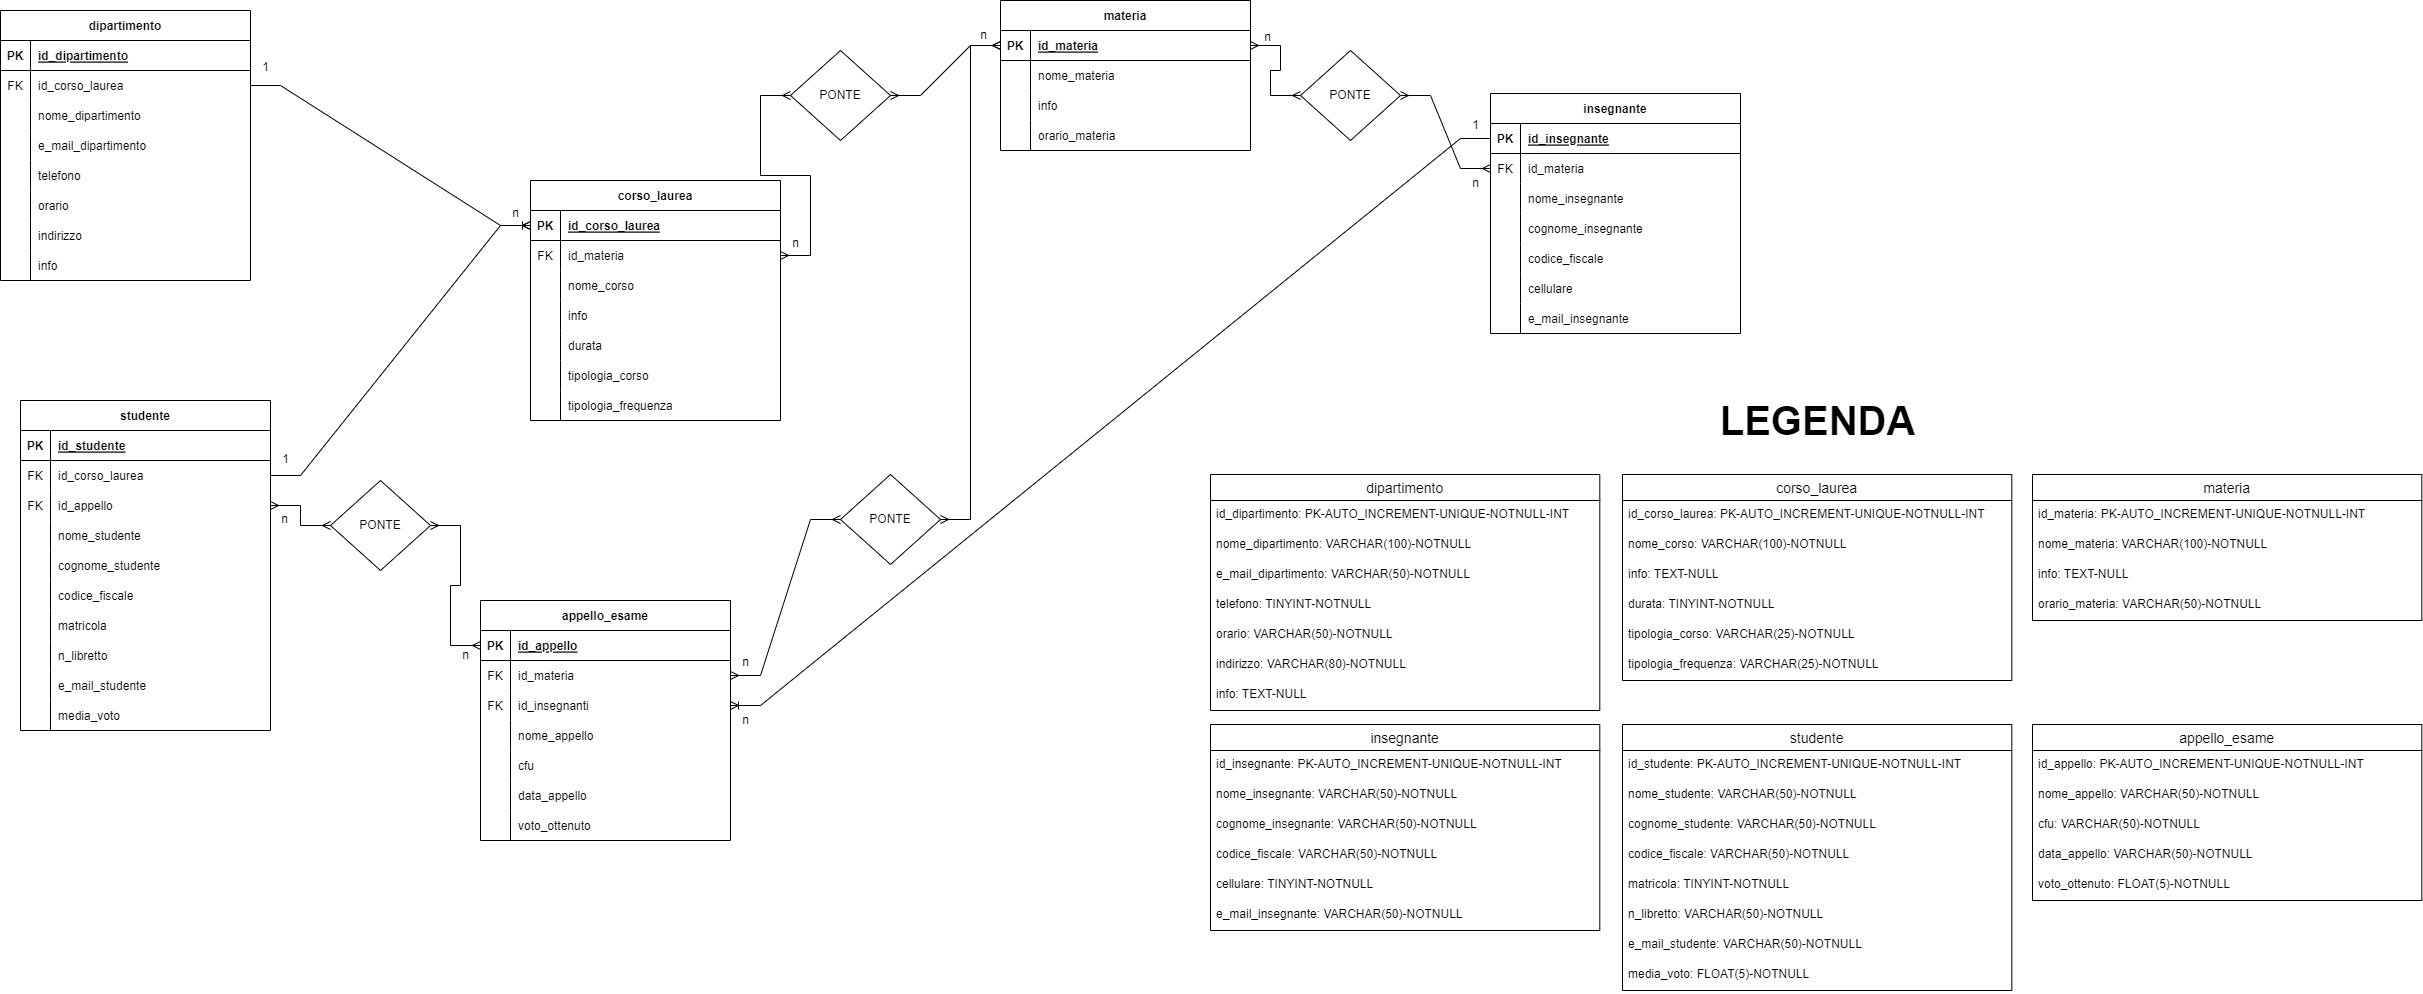 dipartimento
PK id_dipartimento
FK id_corso_laurea
nome_dipartimento
e_mail_dipartimento
telefono
orario
indirizzo
info
1
n
corso_laurea
PK id_corso_laurea
FK id_materia
nome_corso
info
durata
tipologia_corso
tipologia_frequenza
n
PONTE
n
materia
PK id_materia
nome_materia
info
orario_materia
n
PONTE
1
n
insegnante
PK id_insegnante
FK id_materia
nome_insegnante
cognome_insegnante
codice_fiscale
cellulare
e_mail_insegnante
studente
PK id_studente
FK id_corso_laurea
FK id_appello
nome_studente
cognome_studente
codice_fiscale
matricola
n_libretto
e_mail_studente
media_voto
1
n
PONTE
n
appello_esame
PK id_appello
FK id_materia
FK id_insegnanti
nome_appello
cfu
data_appello
voto_ottenuto
n
n
PONTE
LEGENDA
dipartimento
id_dipartimento: PK-AUTO_INCREMENT-UNIQUE-NOTNULL-INT
nome_dipartimento: VARCHAR(100)-NOTNULL
e_mail_dipartimento: VARCHAR(50)-NOTNULL
telefono: TINYINT-NOTNULL
orario: VARCHAR(50)-NOTNULL
indirizzo: VARCHAR(80)-NOTNULL
info: TEXT-NULL
corso_laurea
id_corso_laurea: PK-AUTO_INCREMENT-UNIQUE-NOTNULL-INT
nome_corso: VARCHAR(100)-NOTNULL
info: TEXT-NULL
durata: TINYINT-NOTNULL
tipologia_corso: VARCHAR(25)-NOTNULL
tipologia_frequenza: VARCHAR(25)-NOTNULL
materia
id_materia: PK-AUTO_INCREMENT-UNIQUE-NOTNULL-INT
nome_materia: VARCHAR(100)-NOTNULL
info: TEXT-NULL
orario_materia: VARCHAR(50)-NOTNULL
insegnante
id_insegnante: PK-AUTO_INCREMENT-UNIQUE-NOTNULL-INT
nome_insegnante: VARCHAR(50)-NOTNULL
cognome_insegnante: VARCHAR(50)-NOTNULL
codice_fiscale: VARCHAR(50)-NOTNULL
cellulare: TINYINT-NOTNULL
e_mail_insegnante: VARCHAR(50)-NOTNULL
studente
id_studente: PK-AUTO_INCREMENT-UNIQUE-NOTNULL-INT
nome_studente: VARCHAR(50)-NOTNULL
cognome_studente: VARCHAR(50)-NOTNULL
codice_fiscale: VARCHAR(50)-NOTNULL
matricola: TINYINT-NOTNULL
n_libretto: VARCHAR(50)-NOTNULL
e_mail_studente: VARCHAR(50)-NOTNULL
media_voto: FLOAT(5)-NOTNULL
appello_esame
id_appello: PK-AUTO_INCREMENT-UNIQUE-NOTNULL-INT
nome_appello: VARCHAR(50)-NOTNULL
cfu: VARCHAR(50)-NOTNULL
data_appello: VARCHAR(50)-NOTNULL
voto_ottenuto: FLOAT(5)-NOTNULL